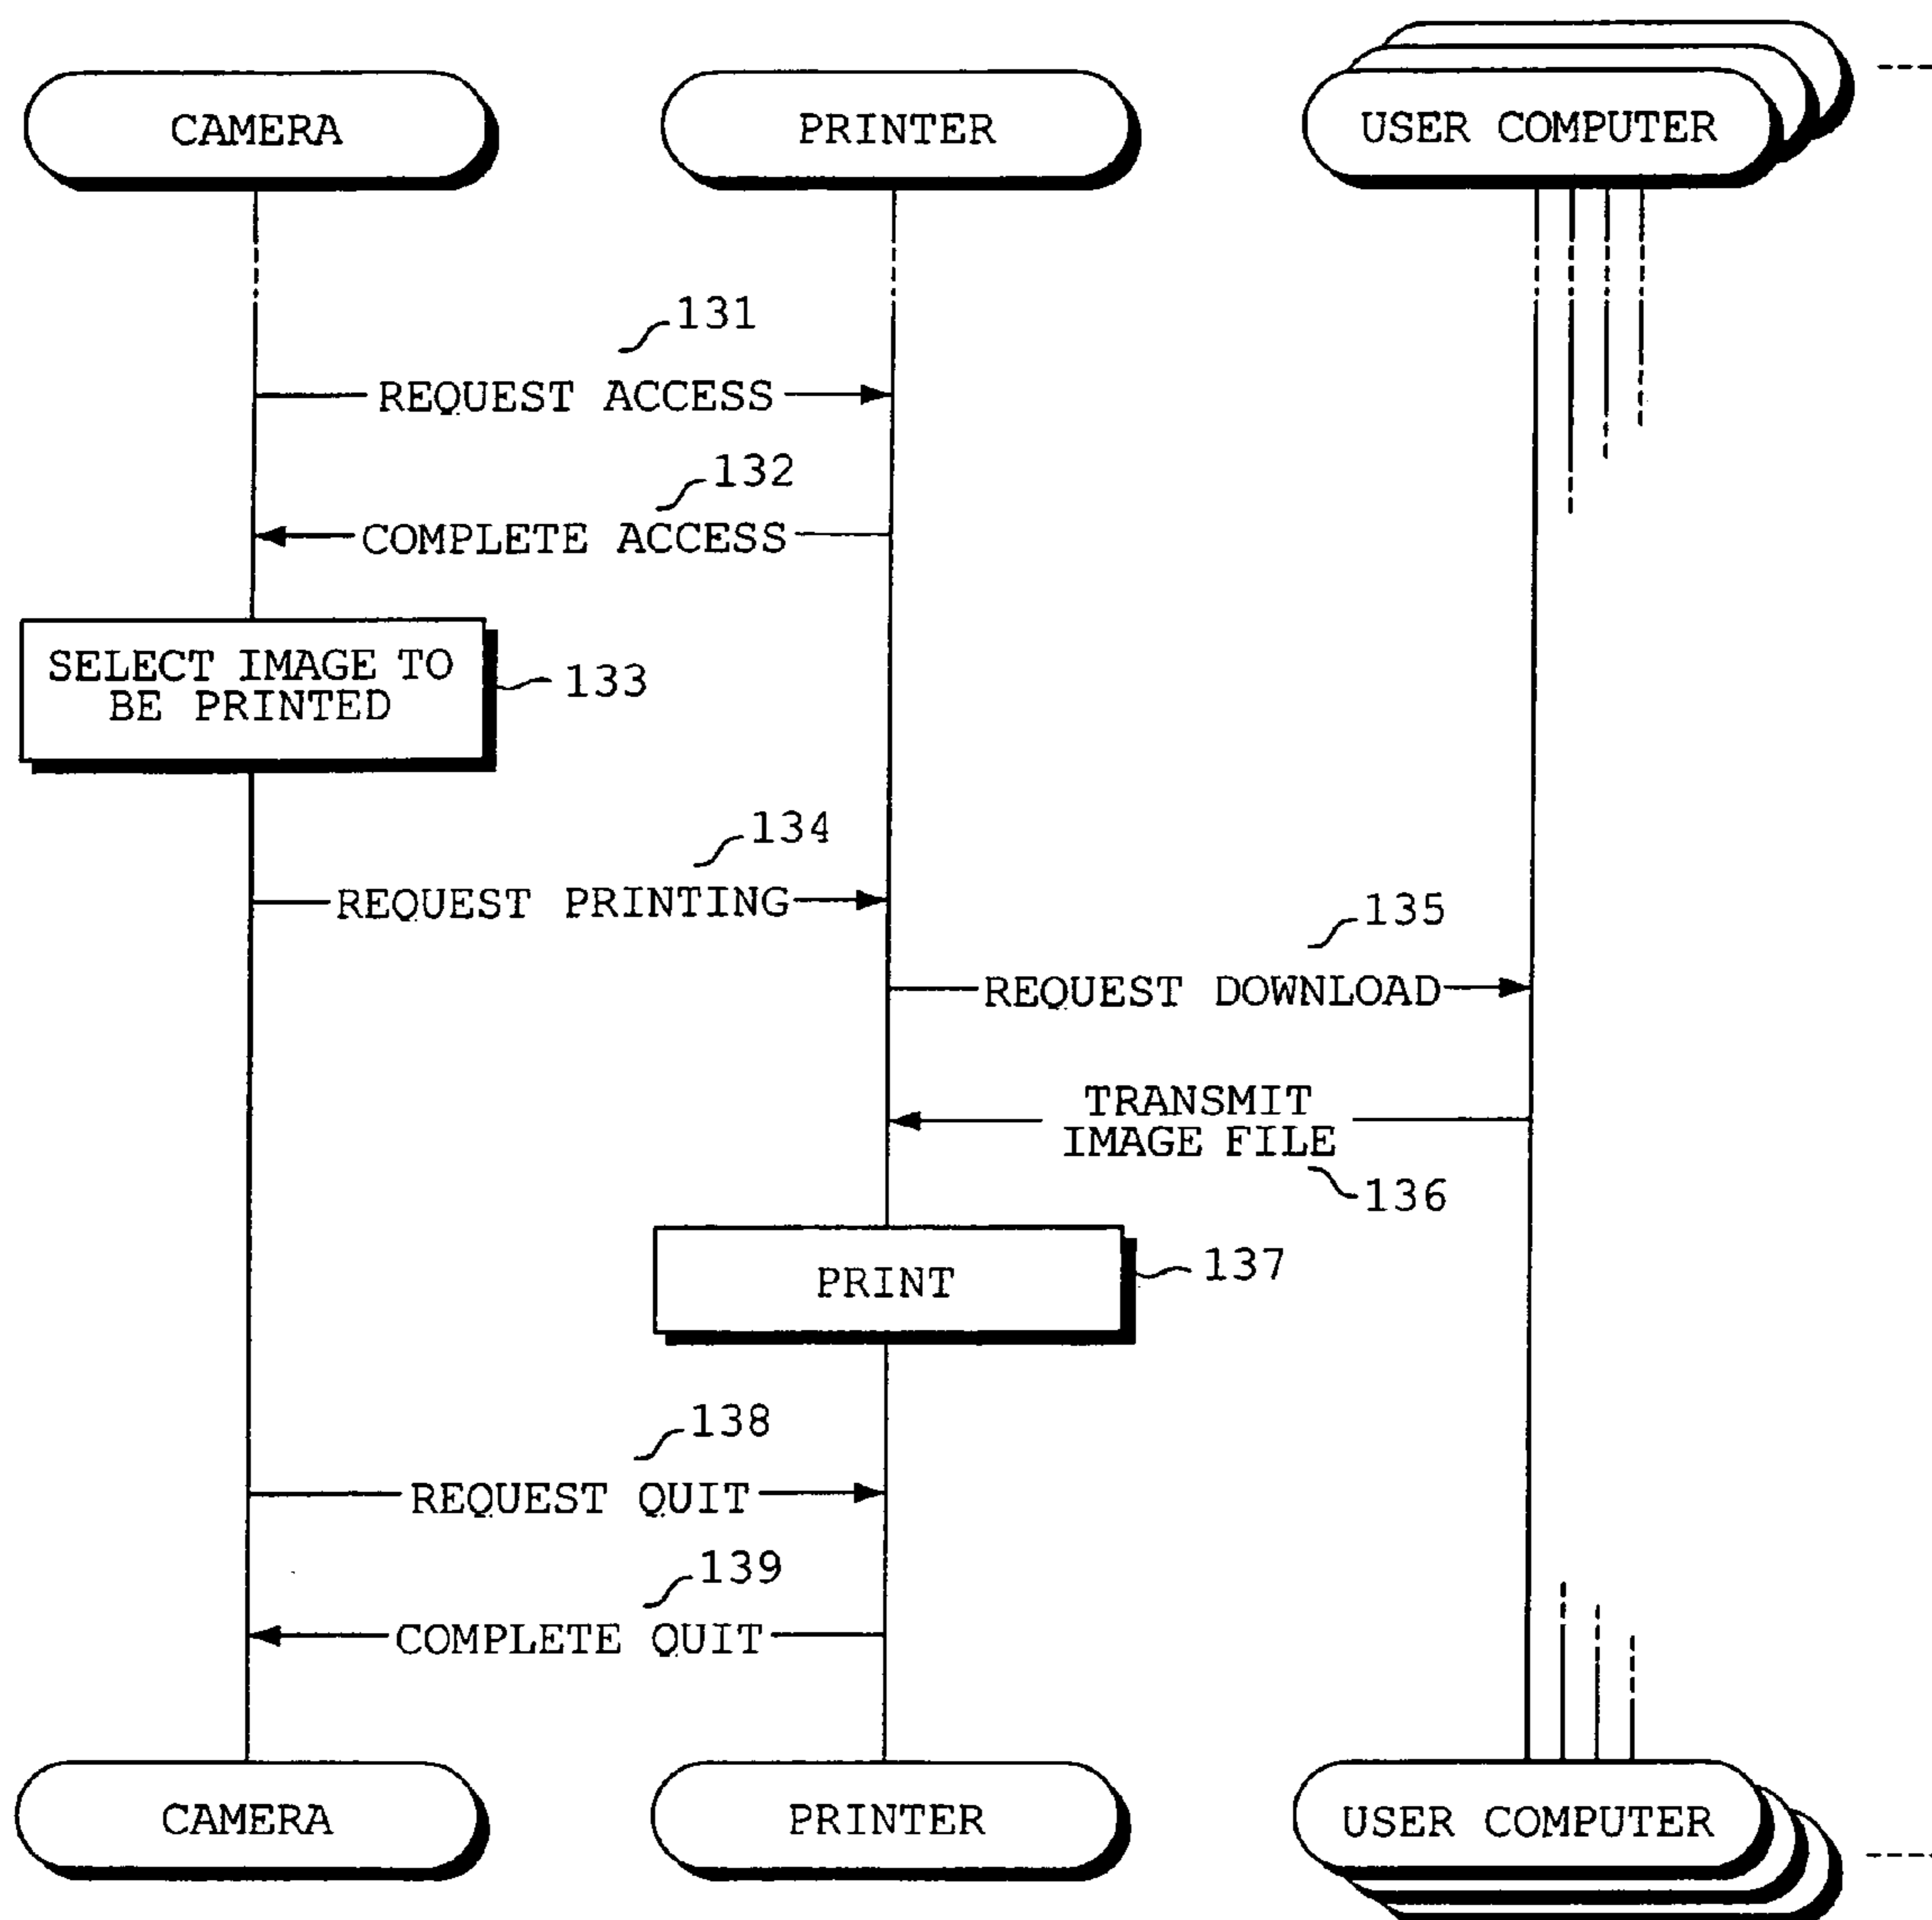 CAMERA
PRINTER
USER COMPUTER
131
REQUEST ACCESS
132
COMPLETE ACCESS
SELECT IMAGE TO
BE PRINTED
133
134
REQUEST PRINTING
135
REQUEST DOWNLOAD
TRANSMIT
IMAGE FILE
136
PRINT
137
138
REQUEST QUIT
139
COMPLETE QUIT
CAMERA
PRINTER
USER COMPUTER